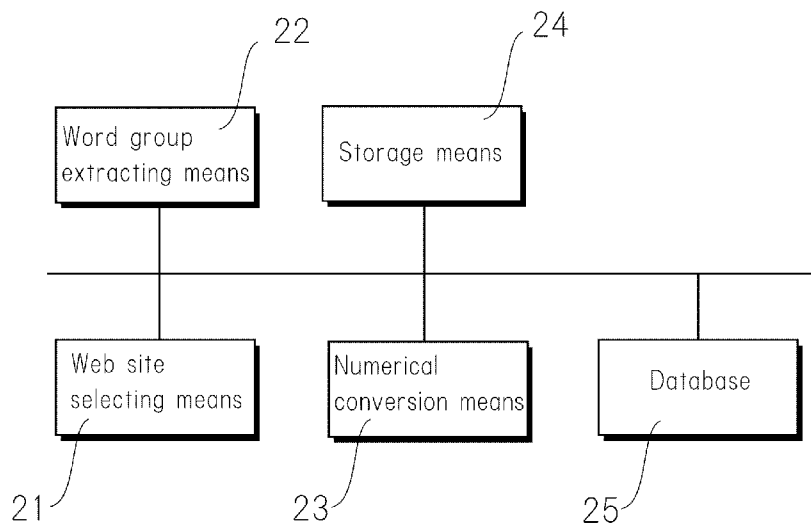 22
24
Word group
extracting means
Storage means
Web site
selecting means
Numerical
conversion means
Database
21
23
25